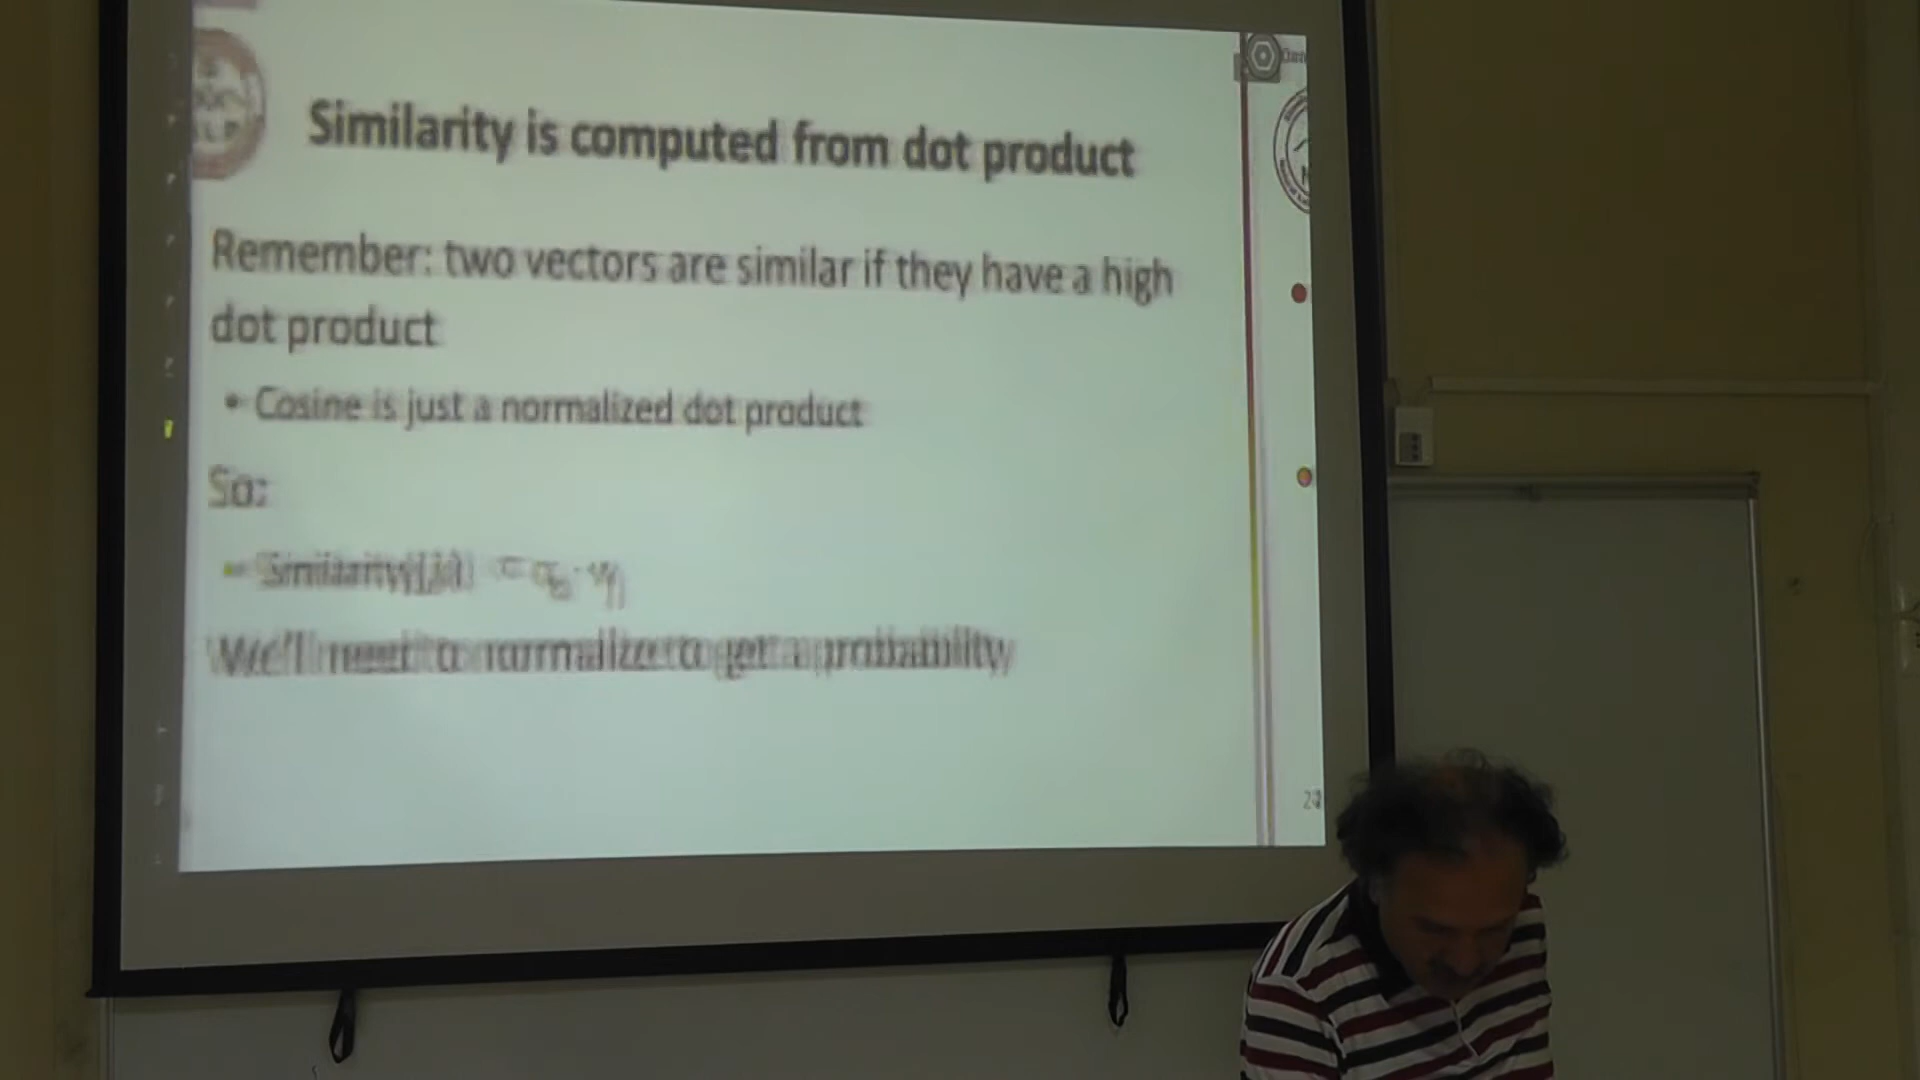 Similarity is computed from dot product
Remember: two vectors are similar if they have a high
dot product
• Cosine is just a normalized dot product
So:
We'll need to normalize to get a probability